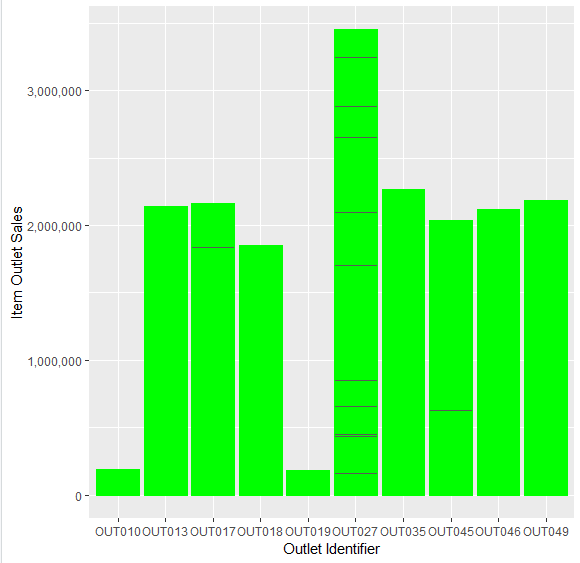 Item Outlet Sales
3,000,000
2,000,000
1,000,000
0
OUT010 OUT013 OUT017 OUT018 OUT019 OUT027 OUT035 OUT045 OUT046 OUT049
Outlet Identifier